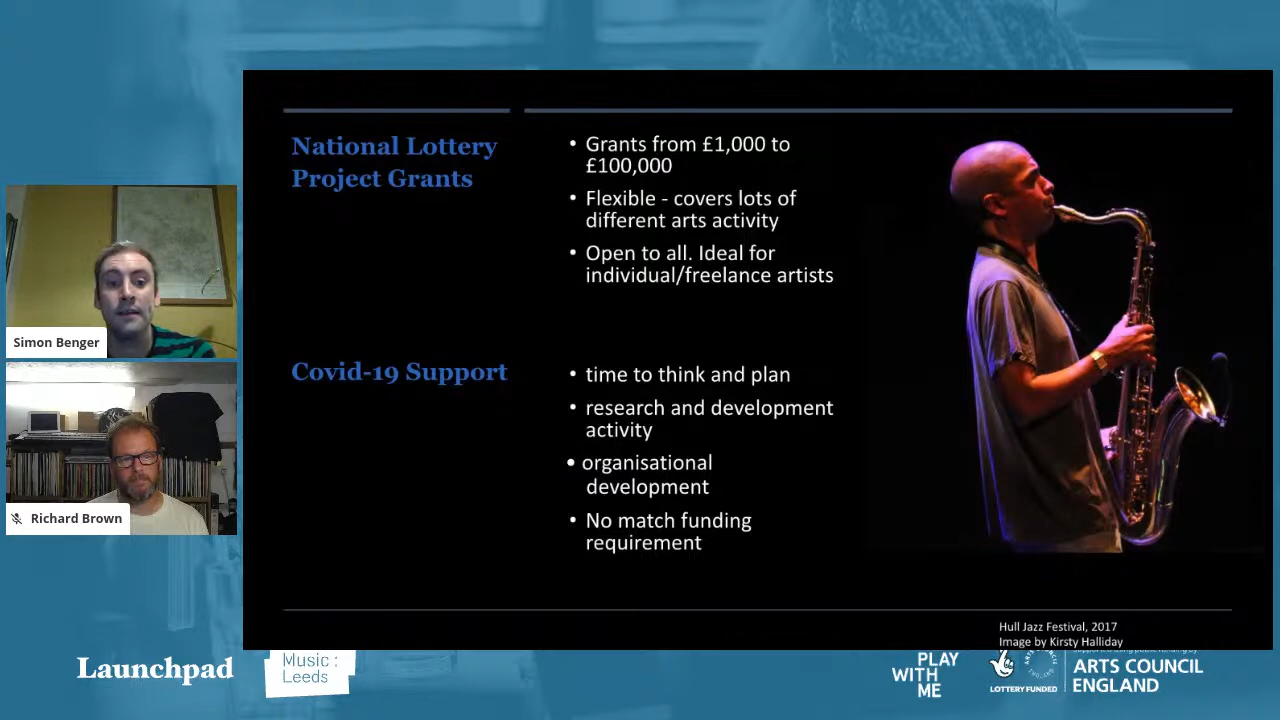 National Lottery
Project Grants
• Grants from £1,000 to
£100,000
• Flexible - covers lots of
different arts activity
• Open to all. Ideal for
individual/freelance artists
Covid-19 Support
• time to think and plan
• research and development
activity
• organisational
development
• No match funding
requirement
Simon Benger
Richard Brown
Hull Jazz Festival, 2017
Image by Kirsty Halliday
Launchpad
Music:
Leeds
PLAY
WITH
ME
LOTTERY FUNDED
ARTS COUNCIL
ENGLAND